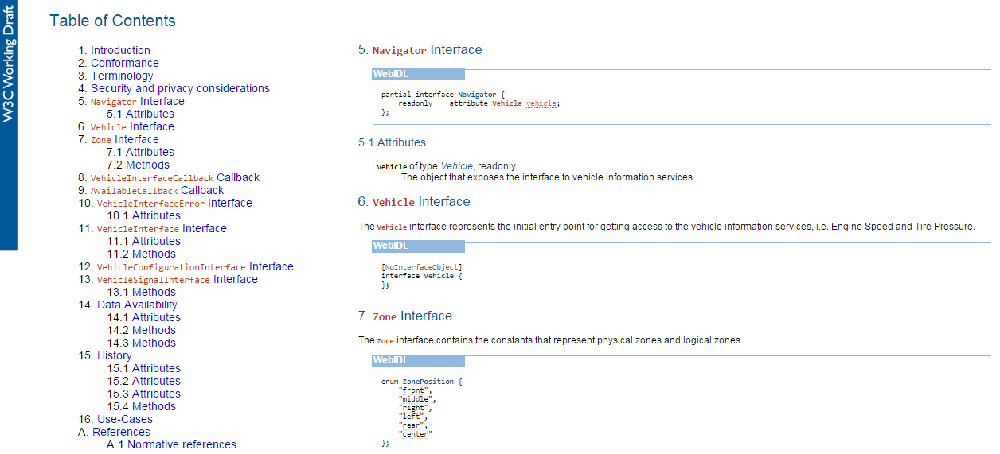 W3C Working Draft
Table of Contents
1. Introduction
2. Conformance
3. Terminology
4. Security and privacy considerations
5. Navigator Interface
5.1 Attributes
6. Vehicle Interface
7. Zone Interface
7.1 Attributes
7.2 Methods
8. VehicleInterfaceCallback Callback
9. AvailableCallback Callback
10. VehicleInterfaceError Interface
10.1 Attributes
11. VehicleInterface Interface
11.1 Attributes
11.2 Methods
12. VehicleConfigurationInterface Interface
13. VehicleSignalInterface Interface
13.1 Methods
14. Data Availability
14.1 Attributes
14.2 Methods
14.3 Methods
15. History
15.1 Attributes
15.2 Attributes
15.3 Attributes
15.4 Methods
16. Use-Cases
A. References
A.1 Normative references
5. Navigator Interface
WebIDL
partial interface Navigator {
readonly attribute Vehicle vehicle;
};
5.1 Attributes
vehicle of type Vehicle, readonly
The object that exposes the interface to vehicle information services.
6. Vehicle Interface
The Vehicle interface represents the initial entry point for getting access to the vehicle information services, i.e. Engine Speed and Tire Pressure.
WebIDL
[NoInterfaceObject]
interface Vehicle {
};
7. Zone Interface
The Zone interface contains the constants that represent physical zones and logical zones
WebIDL
enum ZonePosition {
"front",
"middle",
"right",
"left",
"rear",
"center"
};